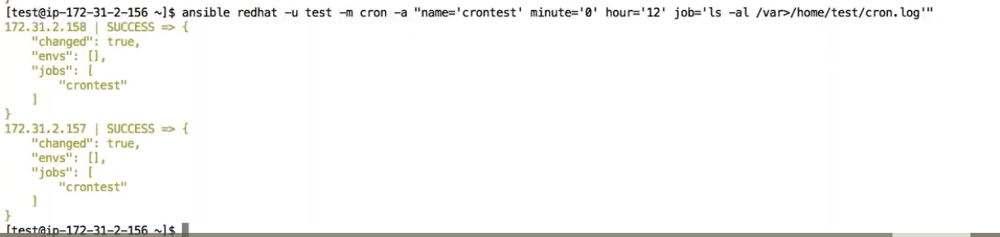 [test@ip-172-31-2-156 ~]$ ansible redhat -u test -m cron -a "name='crontest' minute='0' hour='12' job='ls -al /var>/home/test/cron.log'"
172.31.2.158 | SUCCESS => {
    "changed": true,
    "envs": [],
    "jobs": [
        "crontest"
    ]
}
172.31.2.157 | SUCCESS => {
    "changed": true,
    "envs": [],
    "jobs": [
        "crontest"
    ]
}
[test@ip-172-31-2-156 ~]$